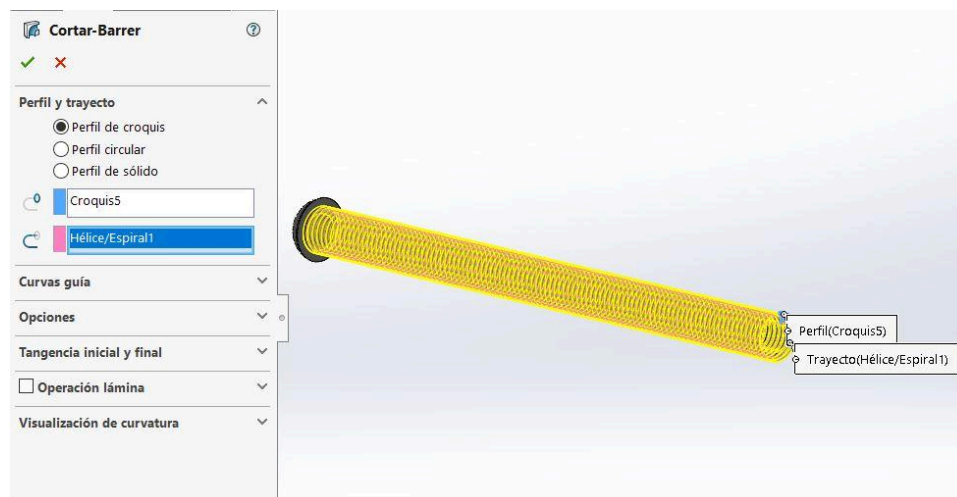 Cortar-Barrer
Perfil y trayecto
Perfil de croquis
Perfil circular
Perfil de sólido
Croquis5
Hélice/Espiral1
Curvas guía
Opciones
Tangencia inicial y final
Operación lámina
Visualización de curvatura
Perfil(Croquis5)
Trayecto(Hélice/Espiral1)